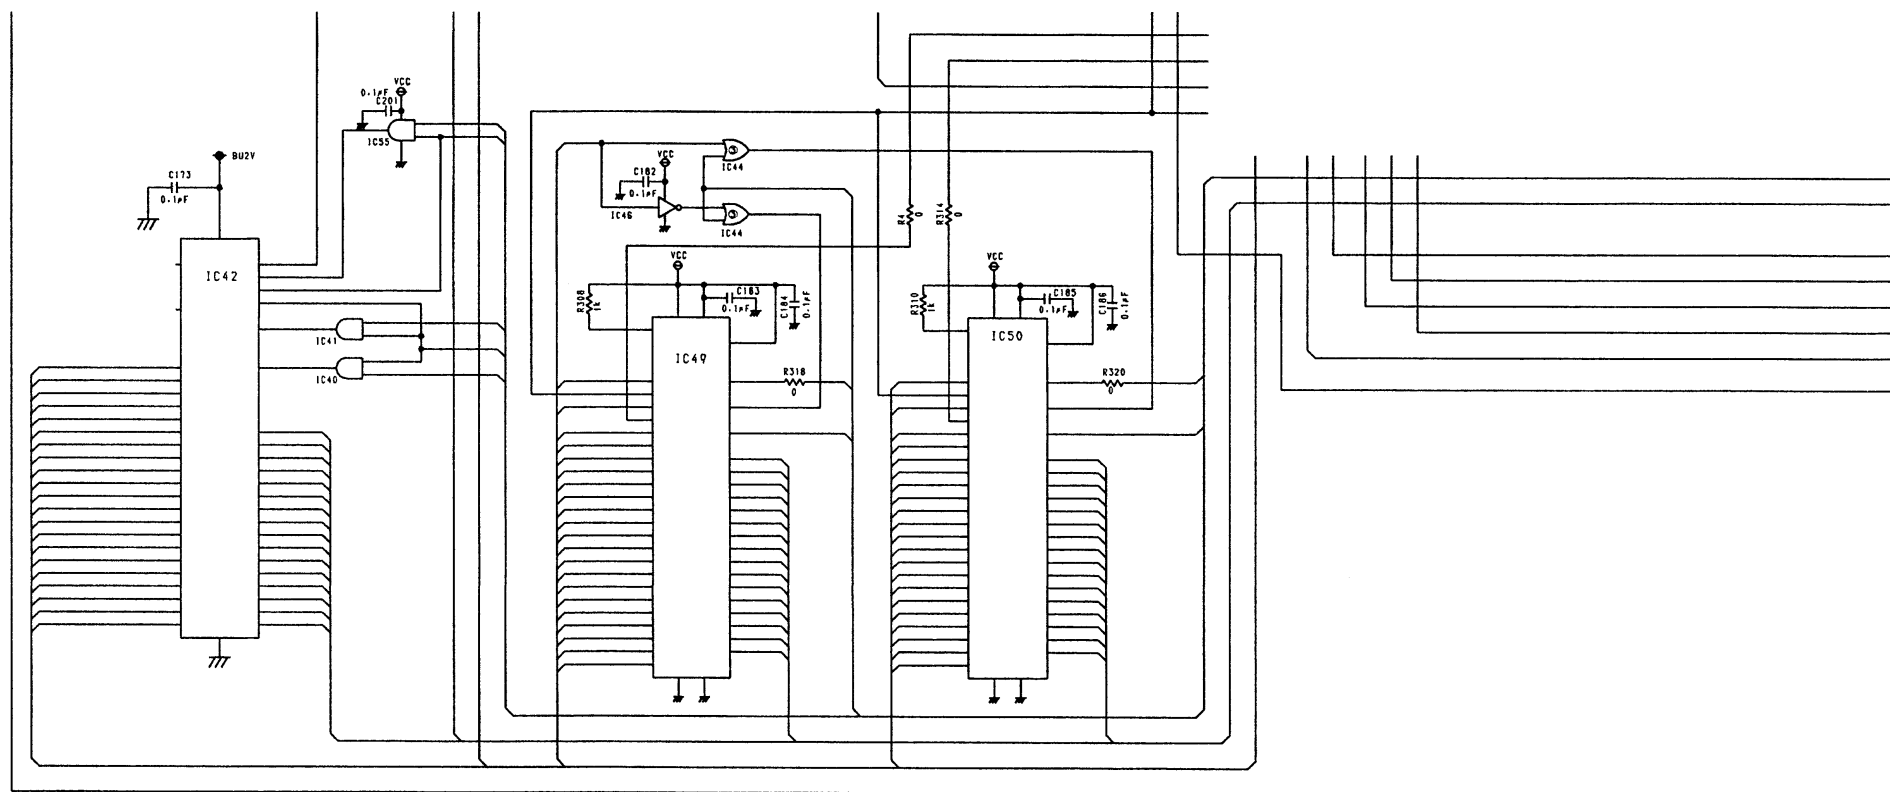 VCC
0.1µF
C201
IC55
BU2V
C173
0.1µF
IC42
IC41
IC40
VCC
C182
0.1µF
IC46
IC44
3
IC44
3
R4
0
R314
0
VCC
R308
1k
C183
0.1µF
C184
0.1µF
IC49
R318
0
VCC
R310
1k
C185
0.1µF
C186
0.1µF
IC50
R320
0